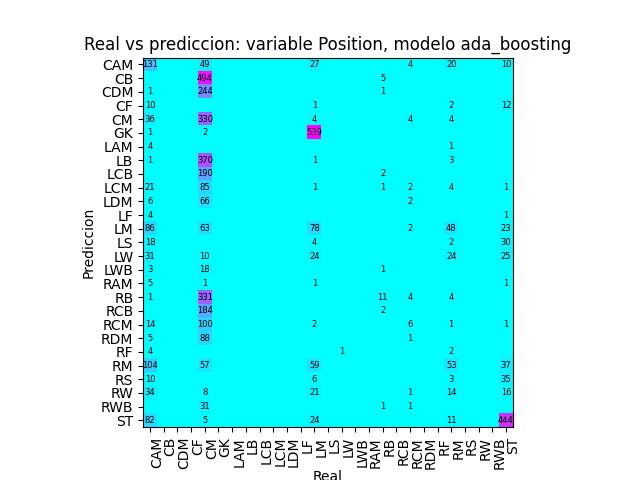 Real vs prediccion: variable Position, modelo ada_boosting
CAM 131 49 27 4 20 10
CB 494 5
CDM 1 244 1
CF 10 1 2 12
CM 36 330 4 4 4
GK 1 2 539
LAM 4 1
LB 1 370 1 3
LCB 190 2
LCM 21 85 1 1 2 4 1
LDM 6 66 2
LF 4 1
LM 86 63 78 2 48 23
LS 18 4 2 30
LW 31 10 24 24 25
LWB 3 18 1
RAM 5 1 1 1
RB 1 331 11 4 4
RCB 184 2
RCM 14 100 2 6 1 1
RDM 5 88 1
RF 4 1 2
RM 104 57 59 53 37
RS 10 6 3 35
RW 34 8 21 1 14 16
RWB 31 1 1
ST 82 5 24 11 444
Prediccion
CAM CB CDM CF CM GK LAM LB LCB LCM LDM LF LM LS LW LWB RAM RB RCB RCM RDM RF RM RS RW RWB ST
Real